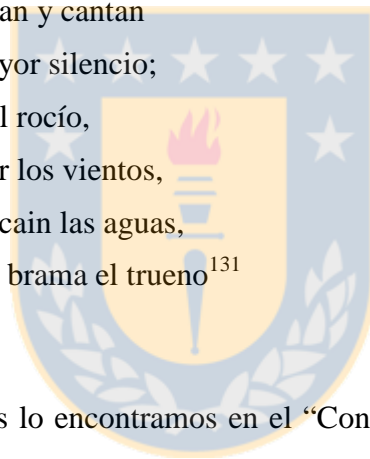 an y cantan
yor silencio;
l rocío,
r los vientos,
cain las aguas,
brama el trueno131
s lo encontramos en el “Con